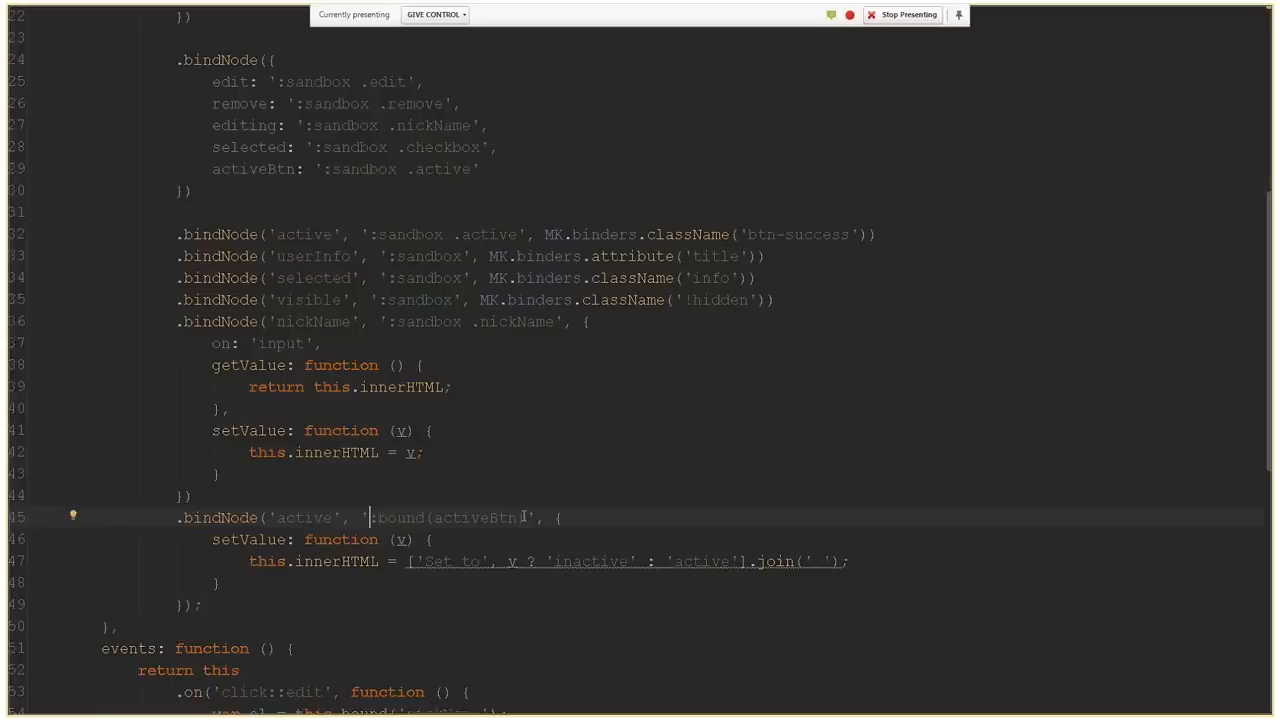 Currently presenting GIVE CONTROL Stop Presenting
22 })
23
24 .bindNode({
25 edit: ':sandbox .edit',
26 remove: ':sandbox .remove',
27 editing: ':sandbox .nickName',
28 selected: ':sandbox .checkbox',
29 activeBtn: ':sandbox .active'
30 })
31
32 .bindNode('active', ':sandbox .active', MK.binders.className('btn-success'))
33 .bindNode('userInfo', ':sandbox', MK.binders.attribute('title'))
34 .bindNode('selected', ':sandbox', MK.binders.className('info'))
35 .bindNode('visible', ':sandbox', MK.binders.className('!hidden'))
36 .bindNode('nickName', ':sandbox .nickName', {
37 on: 'input',
38 getValue: function () {
39 return this.innerHTML;
40 },
41 setValue: function (v) {
42 this.innerHTML = v;
43 }
44 })
45 .bindNode('active', ':bound(activeBtn)', {
46 setValue: function (v) {
47 this.innerHTML = ['Set to', v ? 'inactive' : 'active'].join(' ');
48 }
49 });
50 },
51 events: function () {
52 return this
53 .on('click::edit', function () {
54